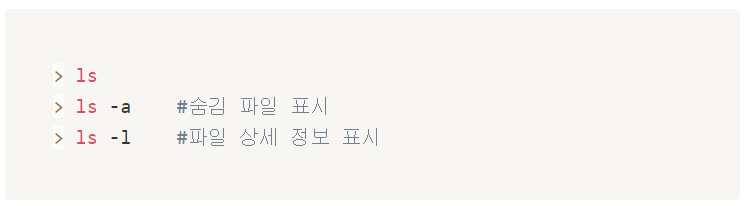 > ls
> ls -a    #숨김 파일 표시
> ls -l    #파일 상세 정보 표시